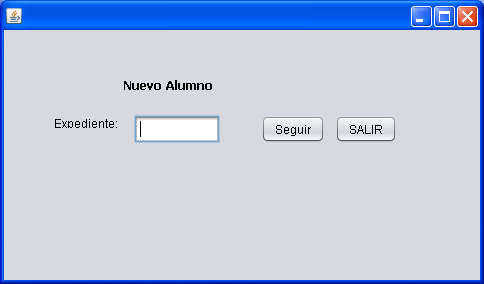 Nuevo Alumno
Expediente:
Seguir
SALIR